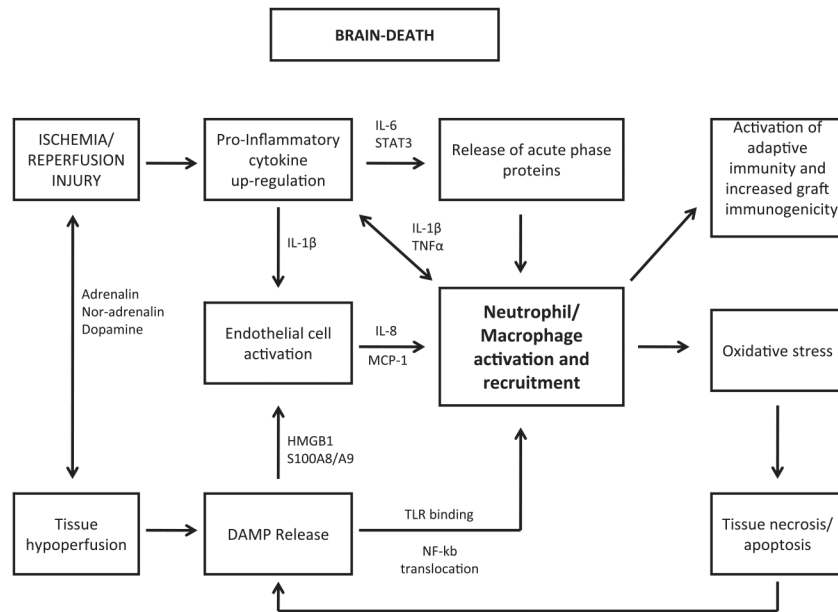 BRAIN-DEATH
ISCHEMIA/
REPERFUSION
INJURY
Pro-Inflammatory
cytokine
up-regulation
IL-6
STAT3
Release of acute phase
proteins
Activation of
adaptive
immunity and
increased graft
immunogenicity
IL-1β
IL-1β
TNFα
Adrenalin
Nor-adrenalin
Dopamine
Endothelial cell
activation
IL-8
MCP-1
Neutrophil/
Macrophage
activation and
recruitment
Oxidative stress
HMGB1
S100A8/A9
Tissue
hypoperfusion
DAMP Release
TLR binding
NF-kb
translocation
Tissue necrosis/
apoptosis